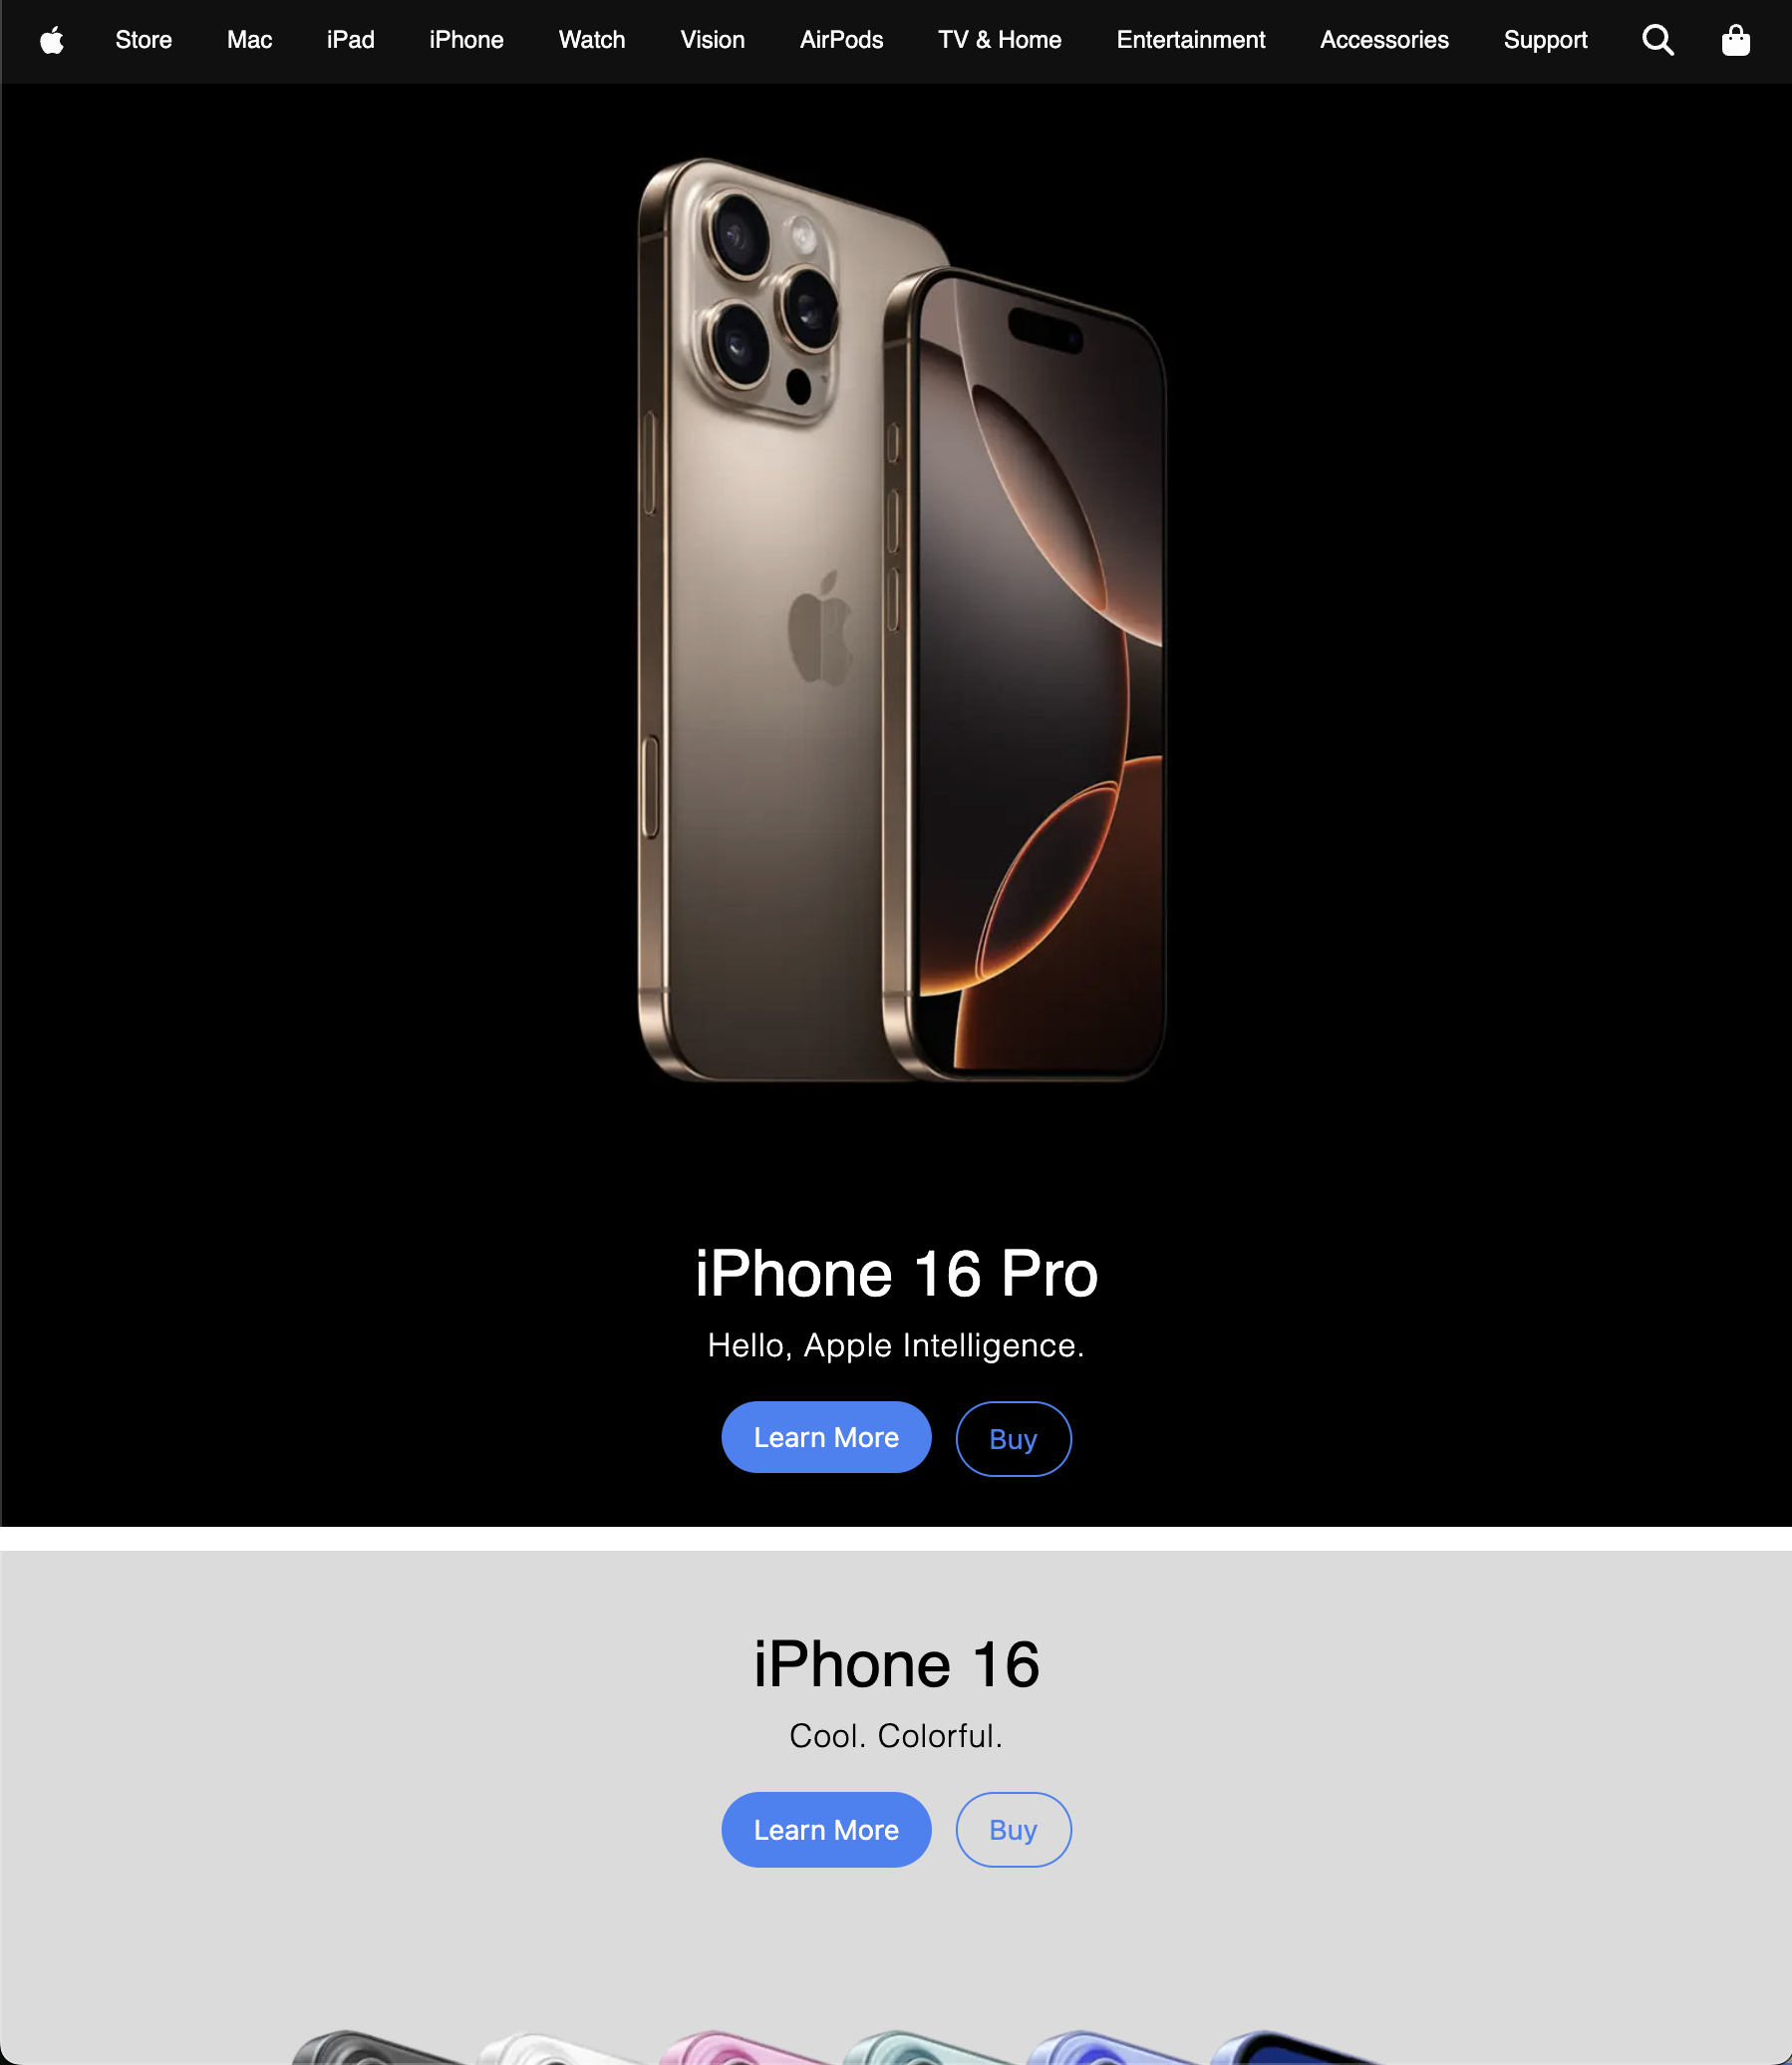 Store Mac iPad iPhone Watch Vision AirPods TV & Home Entertainment Accessories Support
iPhone 16 Pro
Hello, Apple Intelligence.
Learn More Buy
iPhone 16
Cool. Colorful.
Learn More Buy